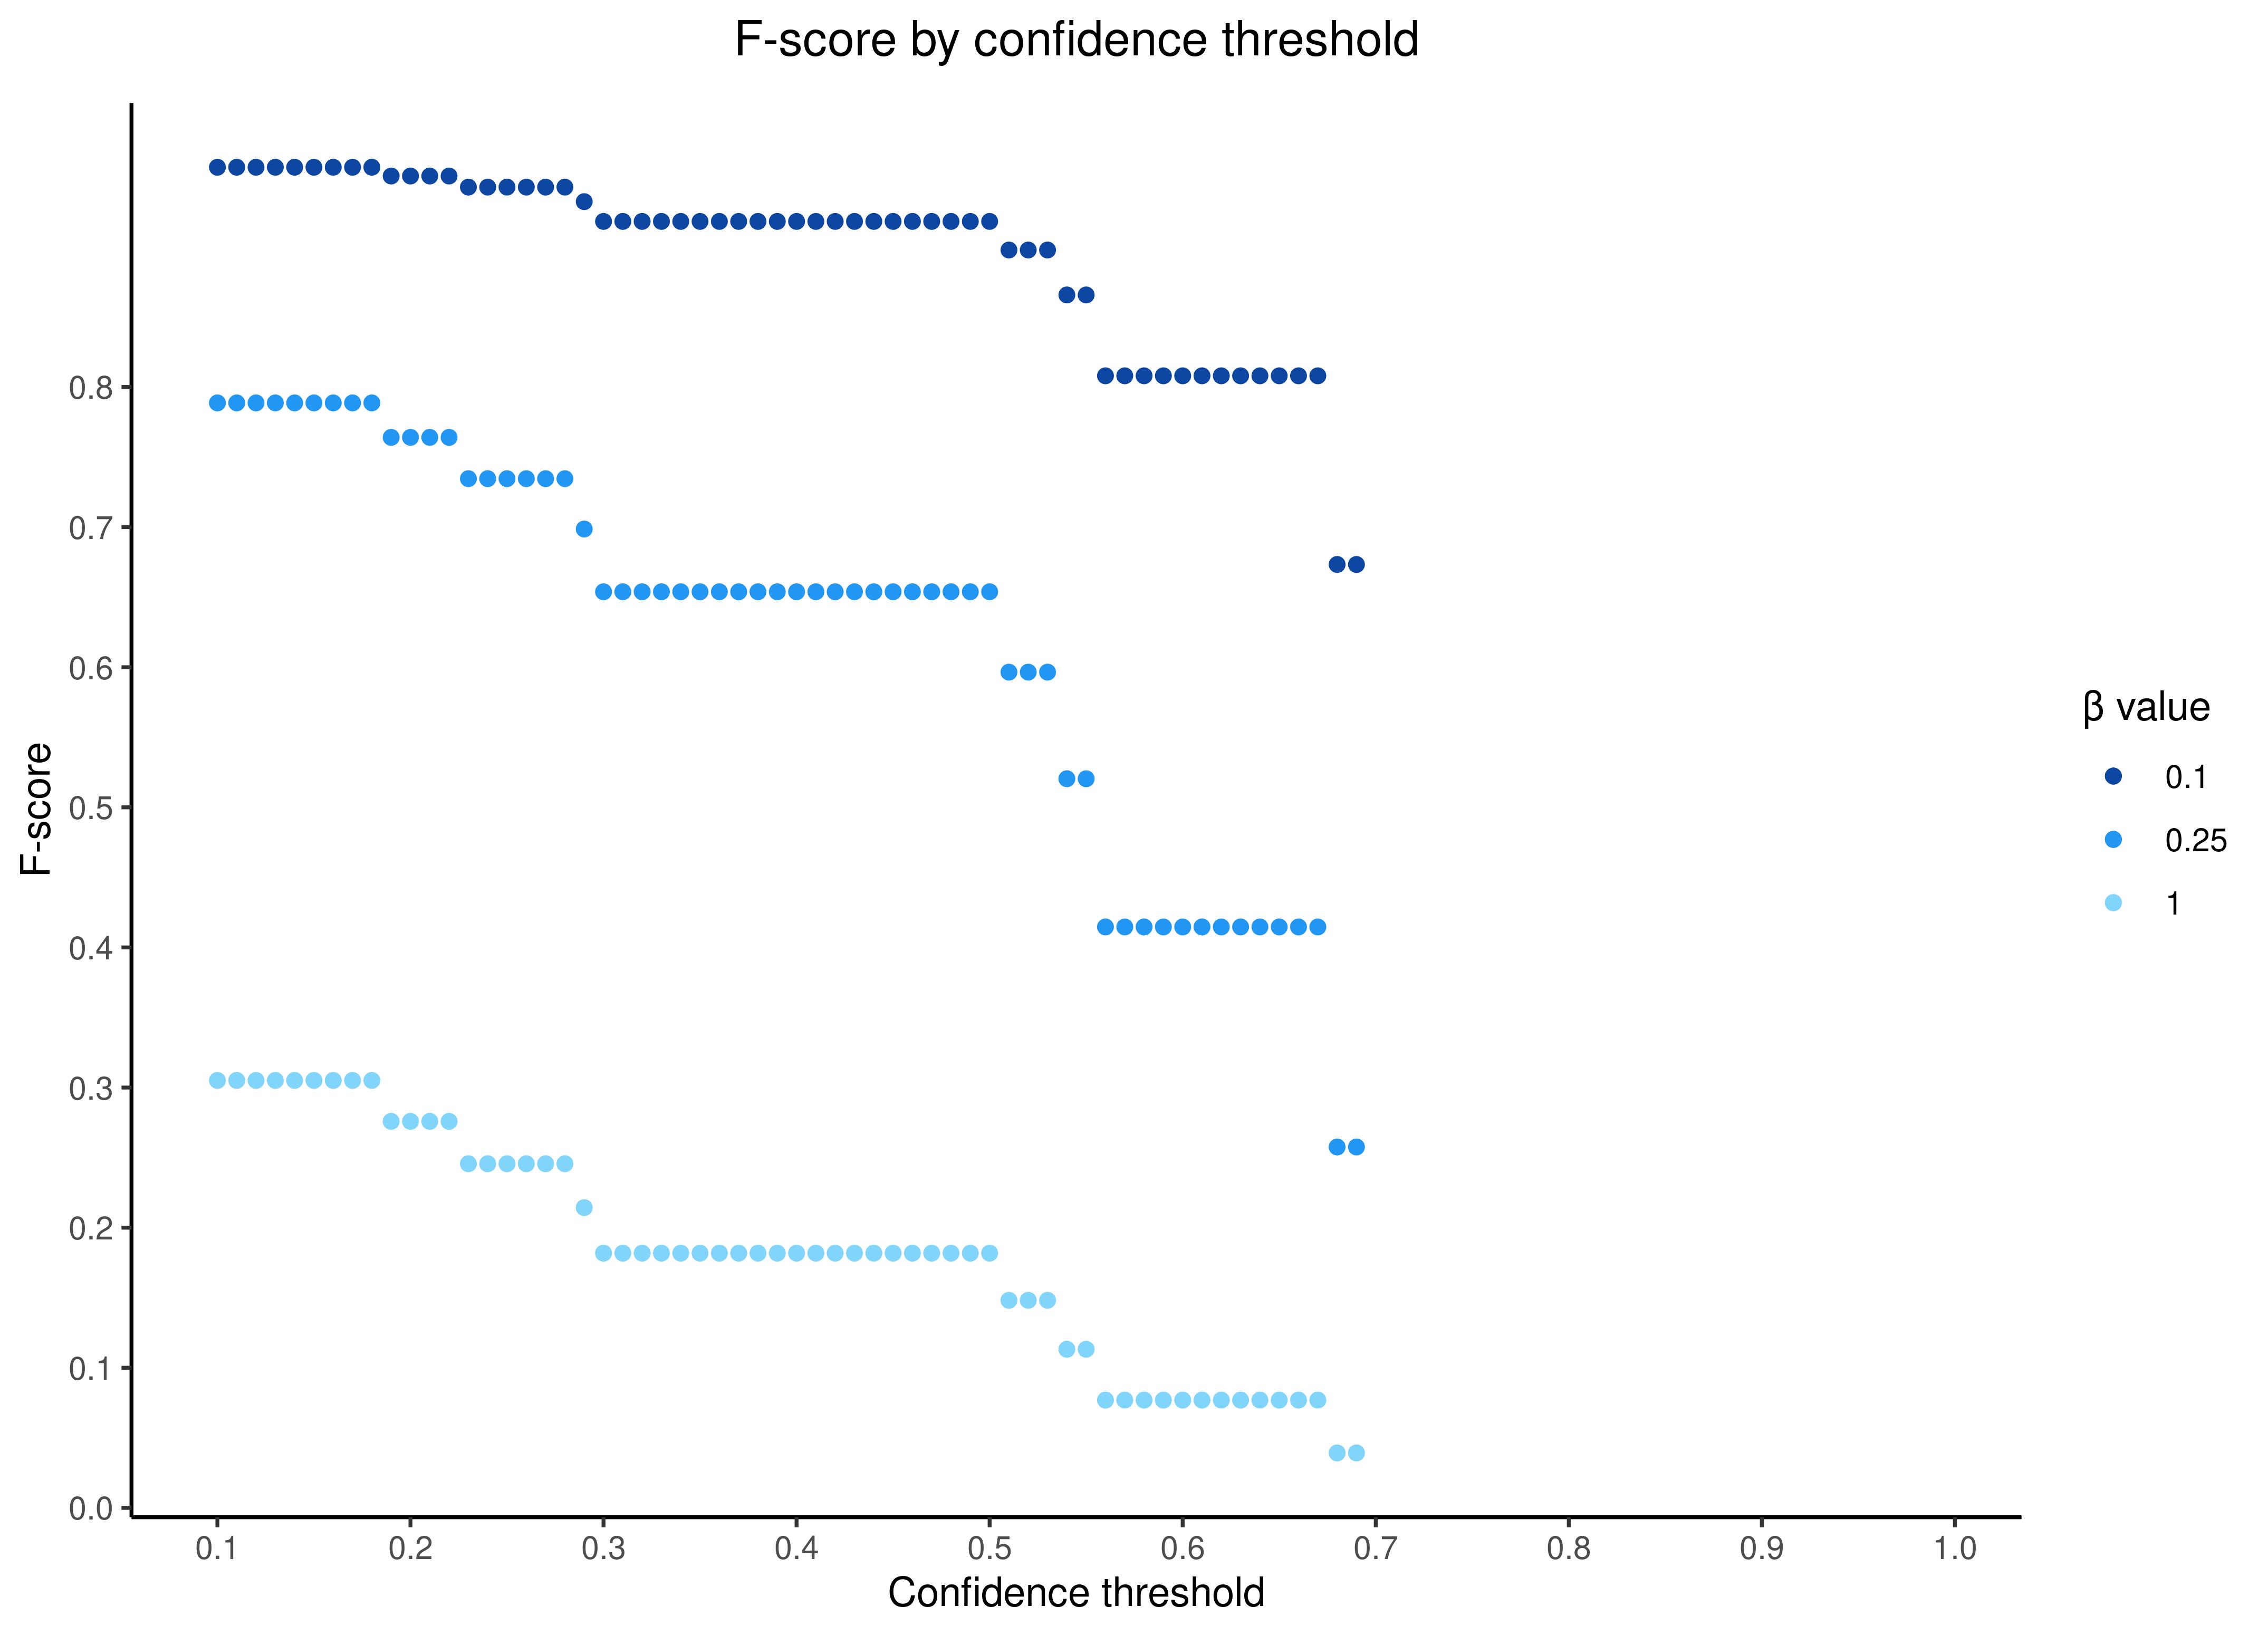 F-score by confidence threshold
F-score
0.8
0.7
0.6
0.5
0.4
0.3
0.2
0.1
0.0
0.1 0.2 0.3 0.4 0.5 0.6 0.7 0.8 0.9 1.0
Confidence threshold
β value
0.1
0.25
1